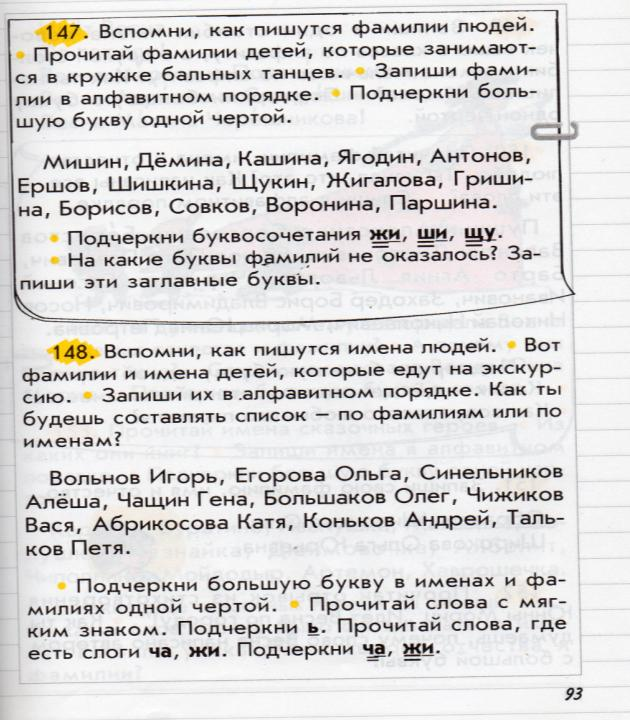 147. Вспомни, как пишутся фамилии людей.
• Прочитай фамилии детей, которые занимают-
ся в кружке бальных танцев. • Запиши фами-
лии в алфавитном порядке. • Подчеркни боль-
шую букву одной чертой.
Мишин, Дёмина, Кашина, Ягодин, Антонов,
Ершов, Шишкина, Щукин, Жигалова, Гриши-
на, Борисов, Совков, Воронина, Паршина.
• Подчеркни буквосочетания жи, ши, щу.
• На какие буквы фамилий не оказалось? За-
пиши эти заглавные буквы.
148. Вспомни, как пишутся имена людей. • Вот
фамилии и имена детей, которые едут на экскур-
сию. • Запиши их в алфавитном порядке. Как ты
будешь составлять список – по фамилиям или по
именам?
Вольнов Игорь, Егорова Ольга, Синельников
Алёша, Чащин Гена, Большаков Олег, Чижиков
Вася, Абрикосова Катя, Коньков Андрей, Таль-
ков Петя.
• Подчеркни большую букву в именах и фа-
милиях одной чертой. • Прочитай слова с мяг-
ким знаком. Подчеркни ь. Прочитай слова, где
есть слоги ча, жи. Подчеркни ча, жи.
93